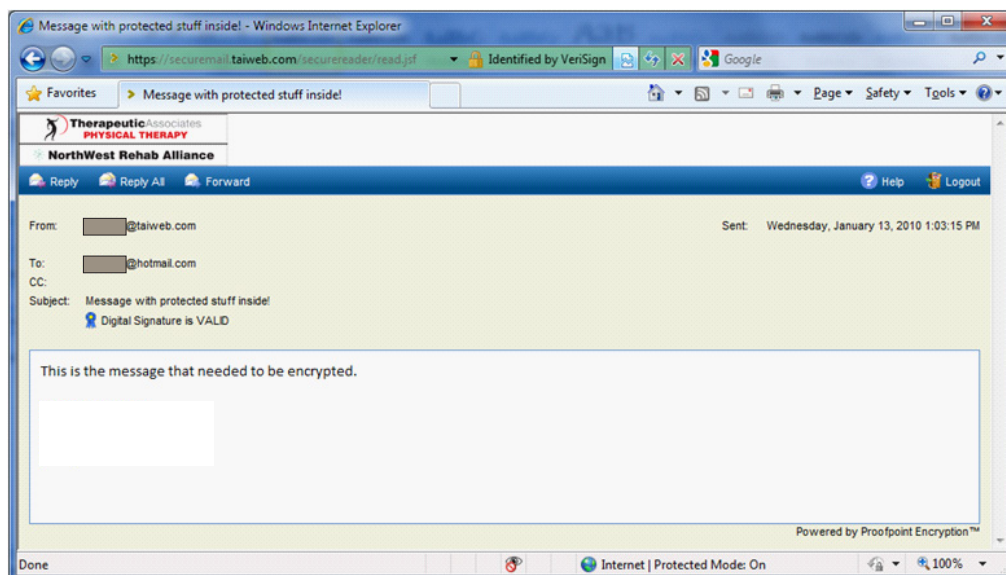 Message with protected stuff inside! - Windows Internet Explorer
https://securemail.taiweb.com/securereader/read.jsf Identified by VeriSign Google
Favorites Message with protected stuff inside! Page Safety Tools
TherapeuticAssociates
PHYSICAL THERAPY
NorthWest Rehab Alliance
Reply Reply All Forward Help Logout
From: @taiweb.com Sent: Wednesday, January 13, 2010 1:03:15 PM
To: @hotmail.com
CC:
Subject: Message with protected stuff inside!
Digital Signature is VALID
This is the message that needed to be encrypted.
Powered by Proofpoint Encryption™
Done Internet | Protected Mode: On 100%